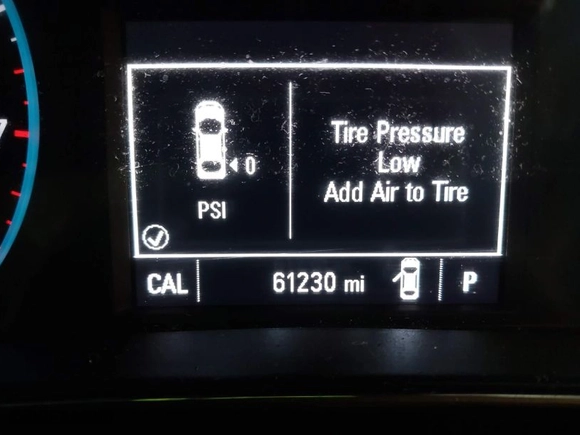 0
PSI
Tire Pressure
Low
Add Air to Tire
CAL 61230 mi P